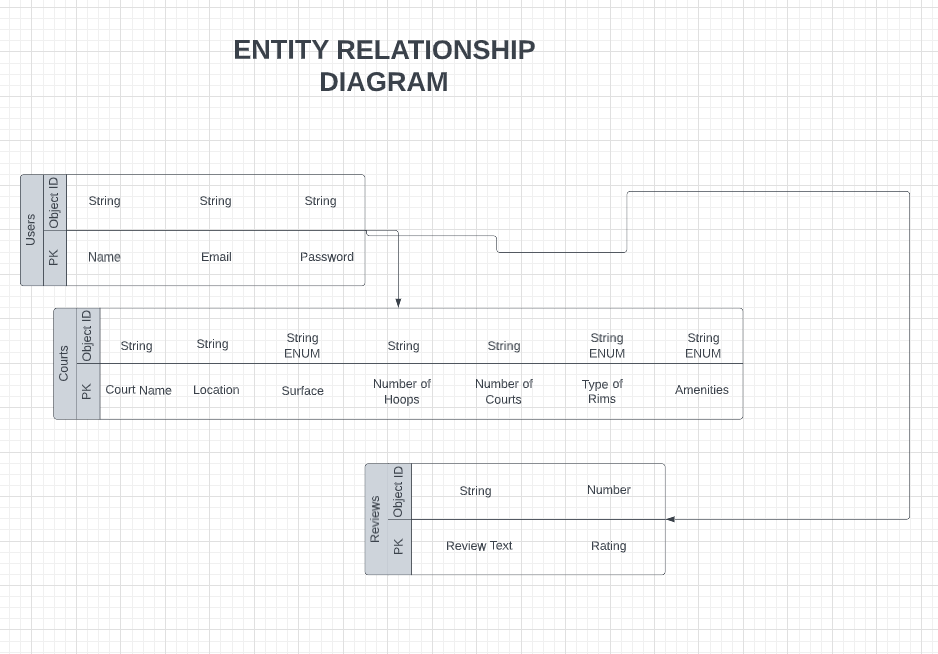 ENTITY RELATIONSHIP
DIAGRAM
Users
Object ID
String String String
PK
Name Email Password
Courts
Object ID
String String String ENUM String String String ENUM String ENUM
PK
Court Name Location Surface Number of Hoops Number of Courts Type of Rims Amenities
Reviews
Object ID
String Number
PK
Review Text Rating